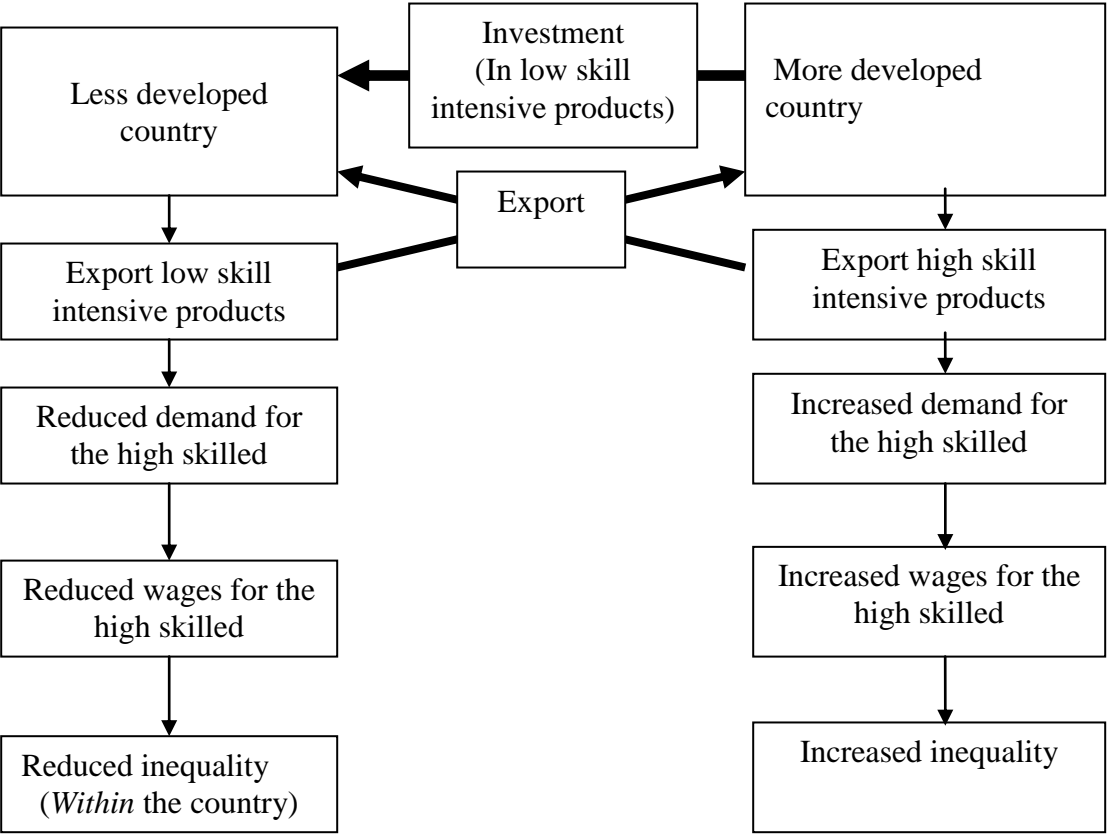 Less developed
country
Investment
(In low skill
intensive products)
More developed
country
Export
Export low skill
intensive products
Export high skill
intensive products
Reduced demand for
the high skilled
Increased demand for
the high skilled
Reduced wages for the
high skilled
Increased wages for the
high skilled
Reduced inequality
(Within the country)
Increased inequality